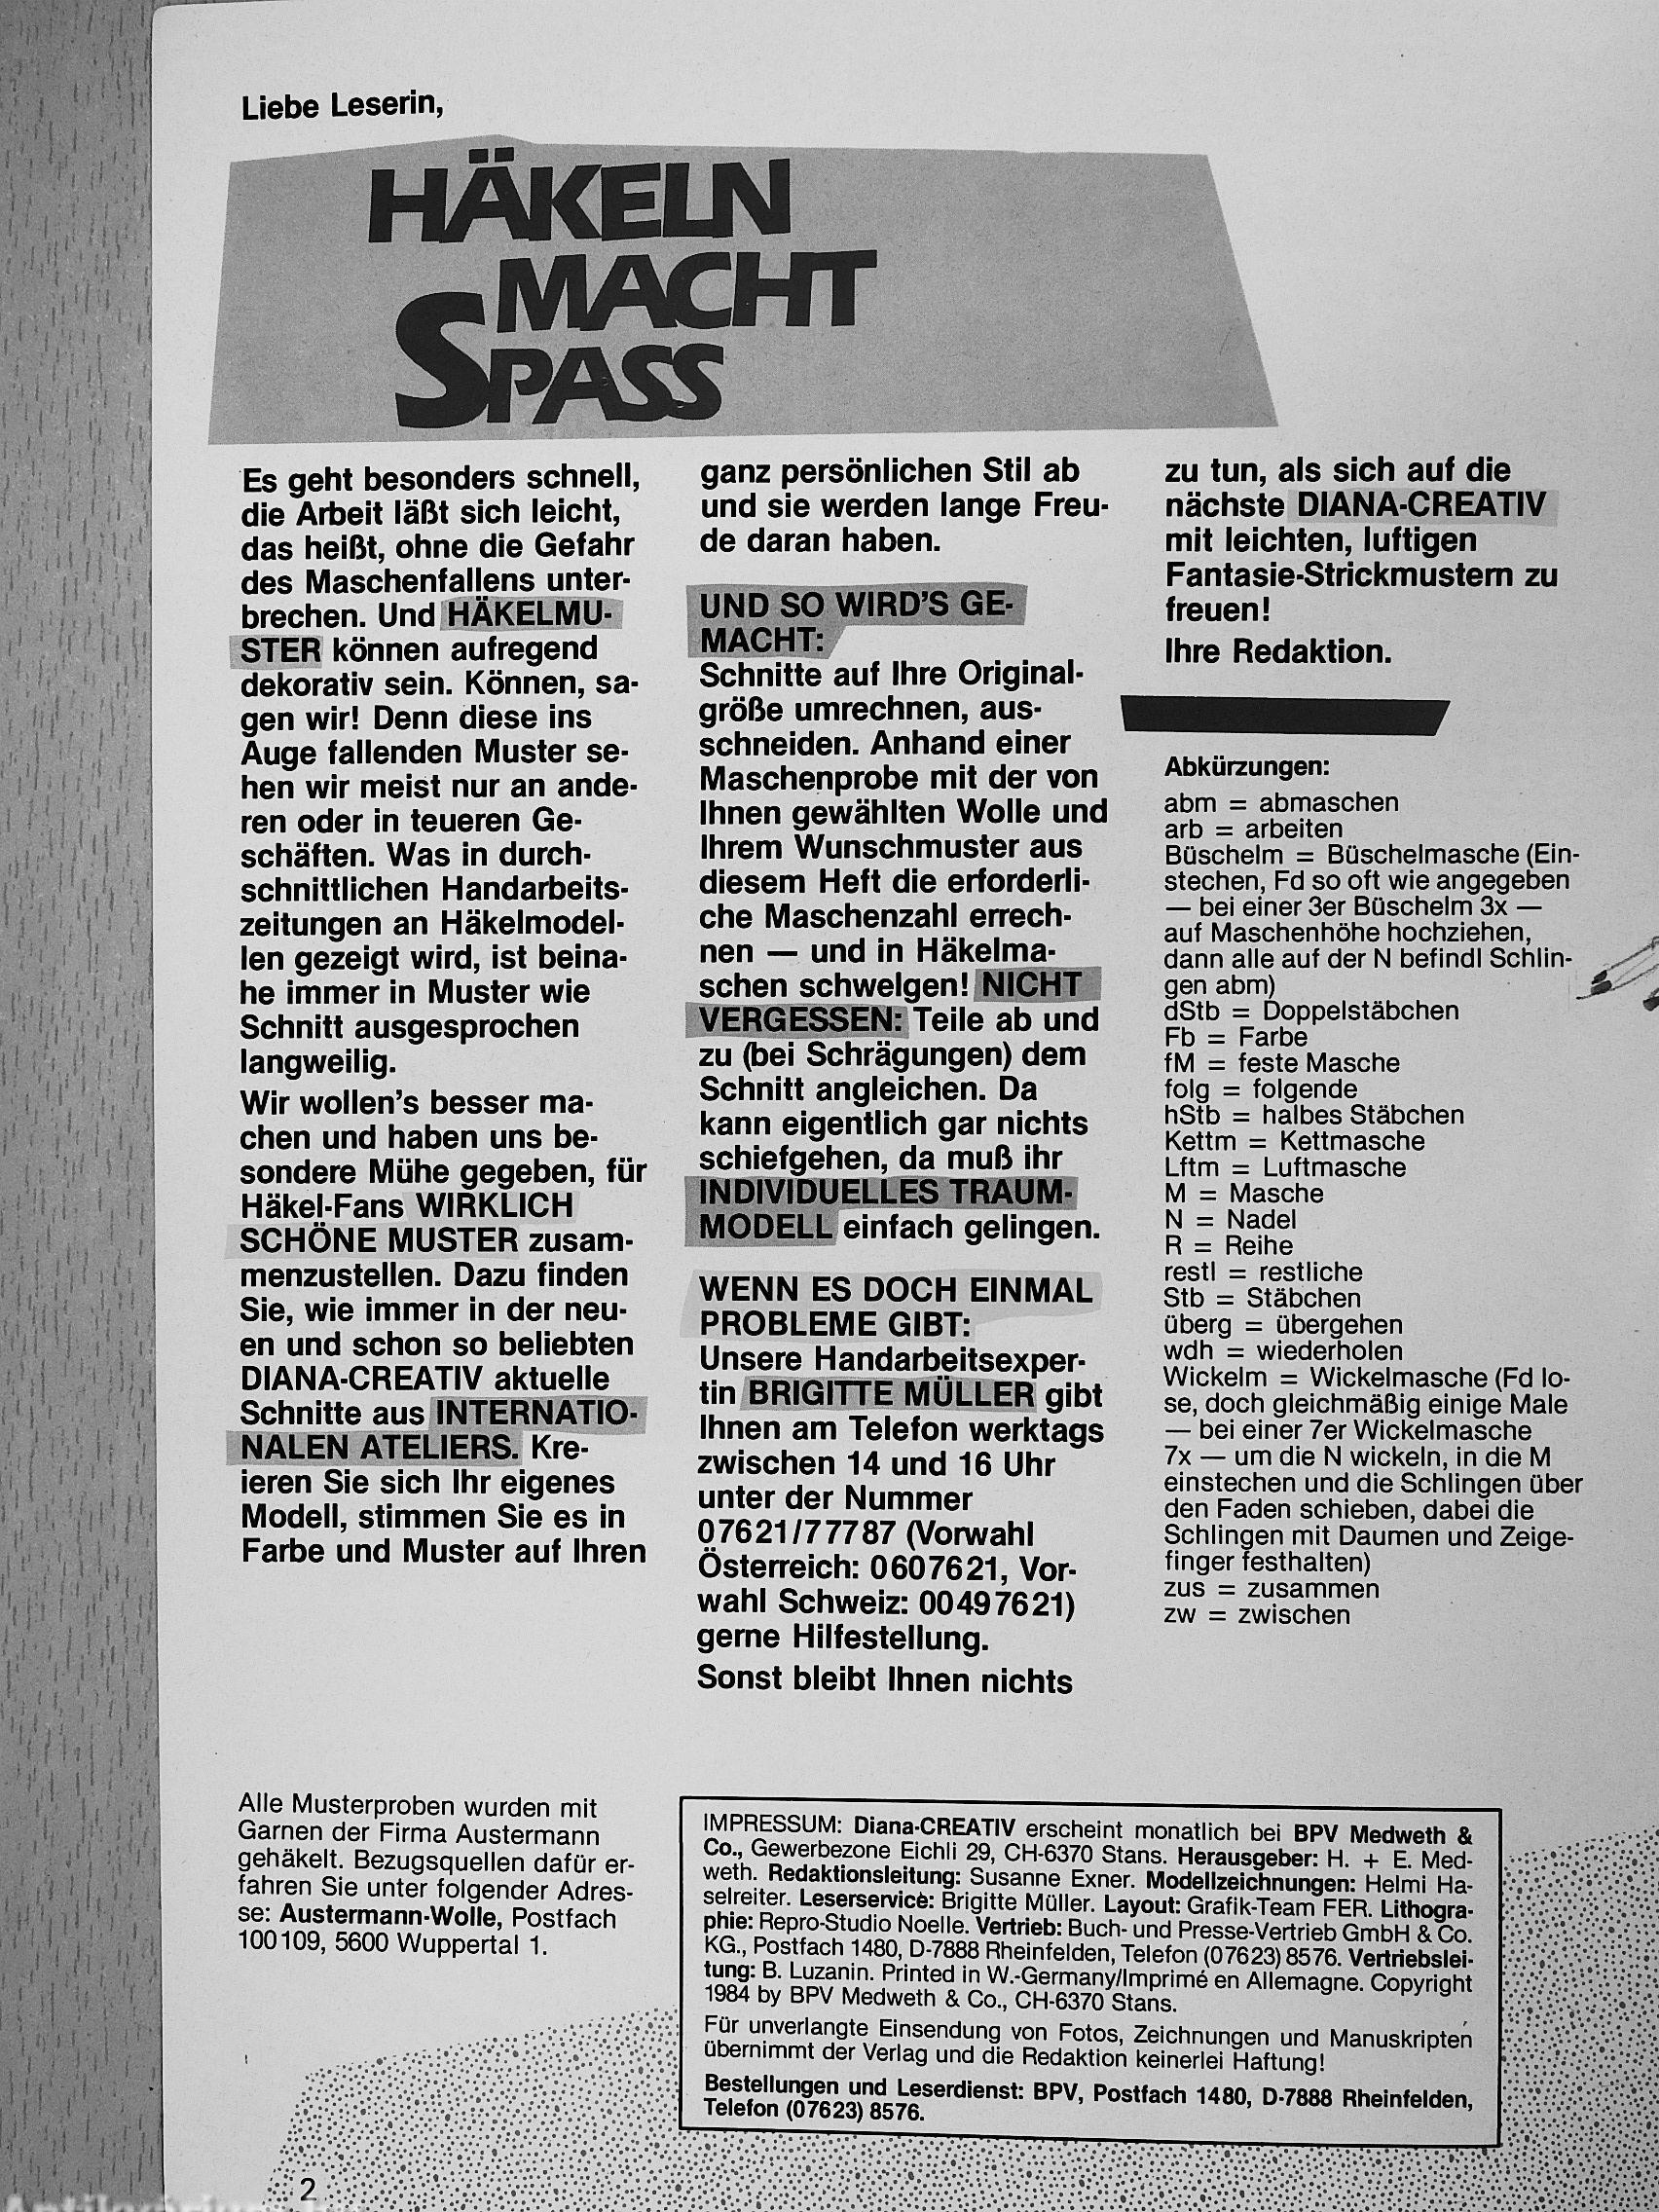 Liebe Leserin,
HÄKELN
MACHT
SPASS
Es geht besonders schnell,
die Arbeit läßt sich leicht,
das heißt, ohne die Gefahr
des Maschenfallens unter-
brechen. Und HÄKELMU-
STER können aufregend
dekorativ sein. Können, sa-
gen wir! Denn diese ins
Auge fallenden Muster se-
hen wir meist nur an ande-
ren oder in teueren Ge-
schäften. Was in durch-
schnittlichen Handarbeits-
zeitungen an Häkelmodel-
len gezeigt wird, ist beina-
he immer in Muster wie
Schnitt ausgesprochen
langweilig.
Wir wollen's besser ma-
chen und haben uns be-
sondere Mühe gegeben, für
Häkel-Fans WIRKLICH
SCHÖNE MUSTER zusam-
menzustellen. Dazu finden
Sie, wie immer in der neu-
en und schon so beliebten
DIANA-CREATIV aktuelle
Schnitte aus INTERNATIO-
NALEN ATELIERS. Kre-
ieren Sie sich Ihr eigenes
Modell, stimmen Sie es in
Farbe und Muster auf Ihren
ganz persönlichen Stil ab
und sie werden lange Freu-
de daran haben.
UND SO WIRD'S GE-
MACHT:
Schnitte auf Ihre Original-
größe umrechnen, aus-
schneiden. Anhand einer
Maschenprobe mit der von
Ihnen gewählten Wolle und
Ihrem Wunschmuster aus
diesem Heft die erforderli-
che Maschenzahl errech-
nen — und in Häkelma-
schen schwelgen! NICHT
VERGESSEN: Teile ab und
zu (bei Schrägungen) dem
Schnitt angleichen. Da
kann eigentlich gar nichts
schiefgehen, da muß ihr
INDIVIDUELLES TRAUM-
MODELL einfach gelingen.
WENN ES DOCH EINMAL
PROBLEME GIBT:
Unsere Handarbeitsexper-
tin BRIGITTE MÜLLER gibt
Ihnen am Telefon werktags
zwischen 14 und 16 Uhr
unter der Nummer
07621/77787 (Vorwahl
Österreich: 0607621, Vor-
wahl Schweiz: 00497621)
gerne Hilfestellung.
Sonst bleibt Ihnen nichts
zu tun, als sich auf die
nächste DIANA-CREATIV
mit leichten, luftigen
Fantasie-Strickmustern zu
freuen!
Ihre Redaktion.
Abkürzungen:
abm = abmaschen
arb = arbeiten
Büschelm = Büschelmasche (Ein-
stechen, Fd so oft wie angegeben
— bei einer 3er Büschelm 3x —
auf Maschenhöhe hochziehen,
dann alle auf der N befindl Schlin-
gen abm)
dStb = Doppelstäbchen
Fb = Farbe
fM = feste Masche
folg = folgende
hStb = halbes Stäbchen
Kettm = Kettmasche
Lftm = Luftmasche
M = Masche
N = Nadel
R = Reihe
restl = restliche
Stb = Stäbchen
überg = übergehen
wdh = wiederholen
Wickelm = Wickelmasche (Fd lo-
se, doch gleichmäßig einige Male
— bei einer 7er Wickelmasche
7x — um die N wickeln, in die M
einstechen und die Schlingen über
den Faden schieben, dabei die
Schlingen mit Daumen und Zeige-
finger festhalten)
zus = zusammen
zw = zwischen
Alle Musterproben wurden mit
Garnen der Firma Austermann
gehäkelt. Bezugsquellen dafür er-
fahren Sie unter folgender Adres-
se: Austermann-Wolle, Postfach
100109, 5600 Wuppertal 1.
IMPRESSUM: Diana-CREATIV erscheint monatlich bei BPV Medweth &
Co., Gewerbezone Eichli 29, CH-6370 Stans. Herausgeber: H. + E. Med-
weth. Redaktionsleitung: Susanne Exner. Modellzeichnungen: Helmi Ha-
selreiter. Leserservice: Brigitte Müller. Layout: Grafik-Team FER. Lithogra-
phie: Repro-Studio Noelle. Vertrieb: Buch- und Presse-Vertrieb GmbH & Co.
KG., Postfach 1480, D-7888 Rheinfelden, Telefon (07623) 8576. Vertriebslei-
tung: B. Luzanin. Printed in W.-Germany/Imprimé en Allemagne. Copyright
1984 by BPV Medweth & Co., CH-6370 Stans.
Für unverlangte Einsendung von Fotos, Zeichnungen und Manuskripten
übernimmt der Verlag und die Redaktion keinerlei Haftung!
Bestellungen und Leserdienst: BPV, Postfach 1480, D-7888 Rheinfelden,
Telefon (07623) 8576.
2